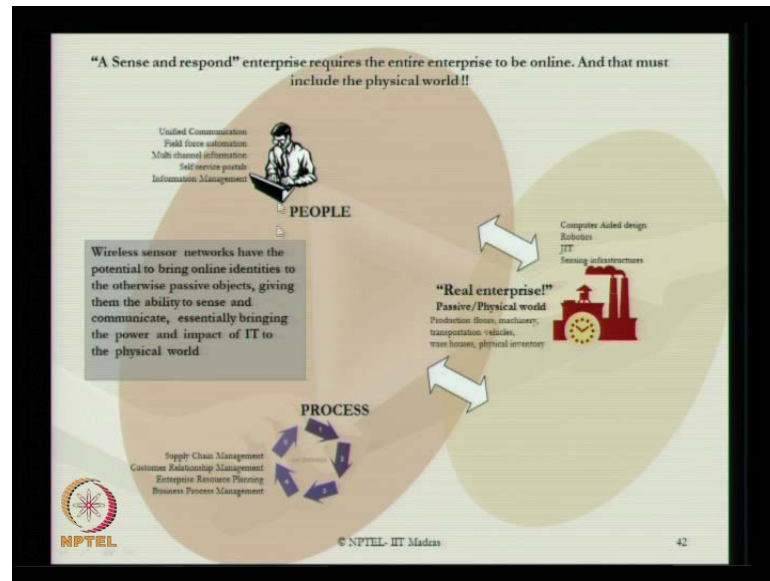 “A Sense and respond” enterprise requires the entire enterprise to be online. And that must
include the physical world !!
Unified Communication
Field force automation
Multi channel information
Self service portals
Information Management
PEOPLE
Wireless sensor networks have the
potential to bring online identities to
the otherwise passive objects, giving
them the ability to sense and
communicate, essentially bringing
the power and impact of IT to
the physical world
Computer Aided design
Robotics
JIT
Sensing infrastructures
“Real enterprise!”
Passive/Physical world
Production floors, machinery,
transportation vehicles,
ware houses, physical inventory
PROCESS
Supply Chain Management
Customer Relationship Management
Enterprise Resource Planning
Business Process Management
NPTEL
© NPTEL- IIT Madras
42